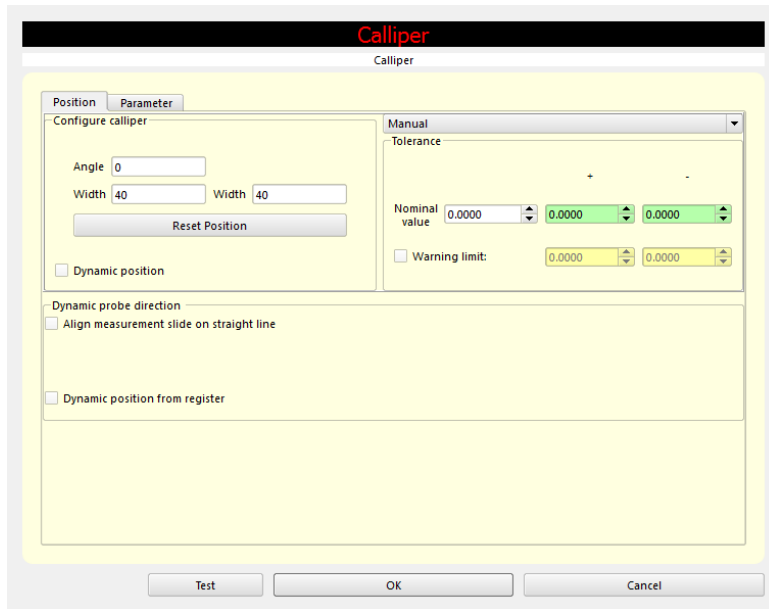 Calliper
Calliper
Position Parameter
Configure calliper
Angle 0
Width 40 Width 40
Reset Position
Dynamic position
Manual
Tolerance
+ -
Nominal
value 0.0000 0.0000 0.0000
Warning limit: 0.0000 0.0000
Dynamic probe direction
Align measurement slide on straight line
Dynamic position from register
Test OK Cancel